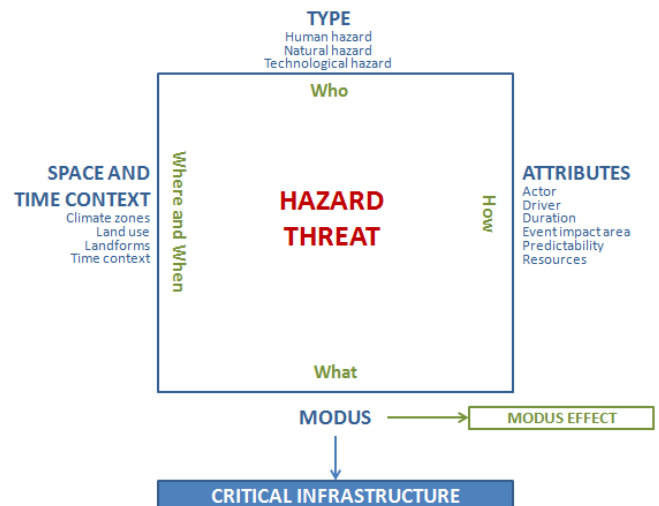 TYPE
Human hazard
Natural hazard
Technological hazard
Who
SPACE AND
TIME CONTEXT
Climate zones
Land use
Landforms
Time context
Where and When
HAZARD
THREAT
How
ATTRIBUTES
Actor
Driver
Duration
Event impact area
Predictability
Resources
What
MODUS
MODUS EFFECT
CRITICAL INFRASTRUCTURE